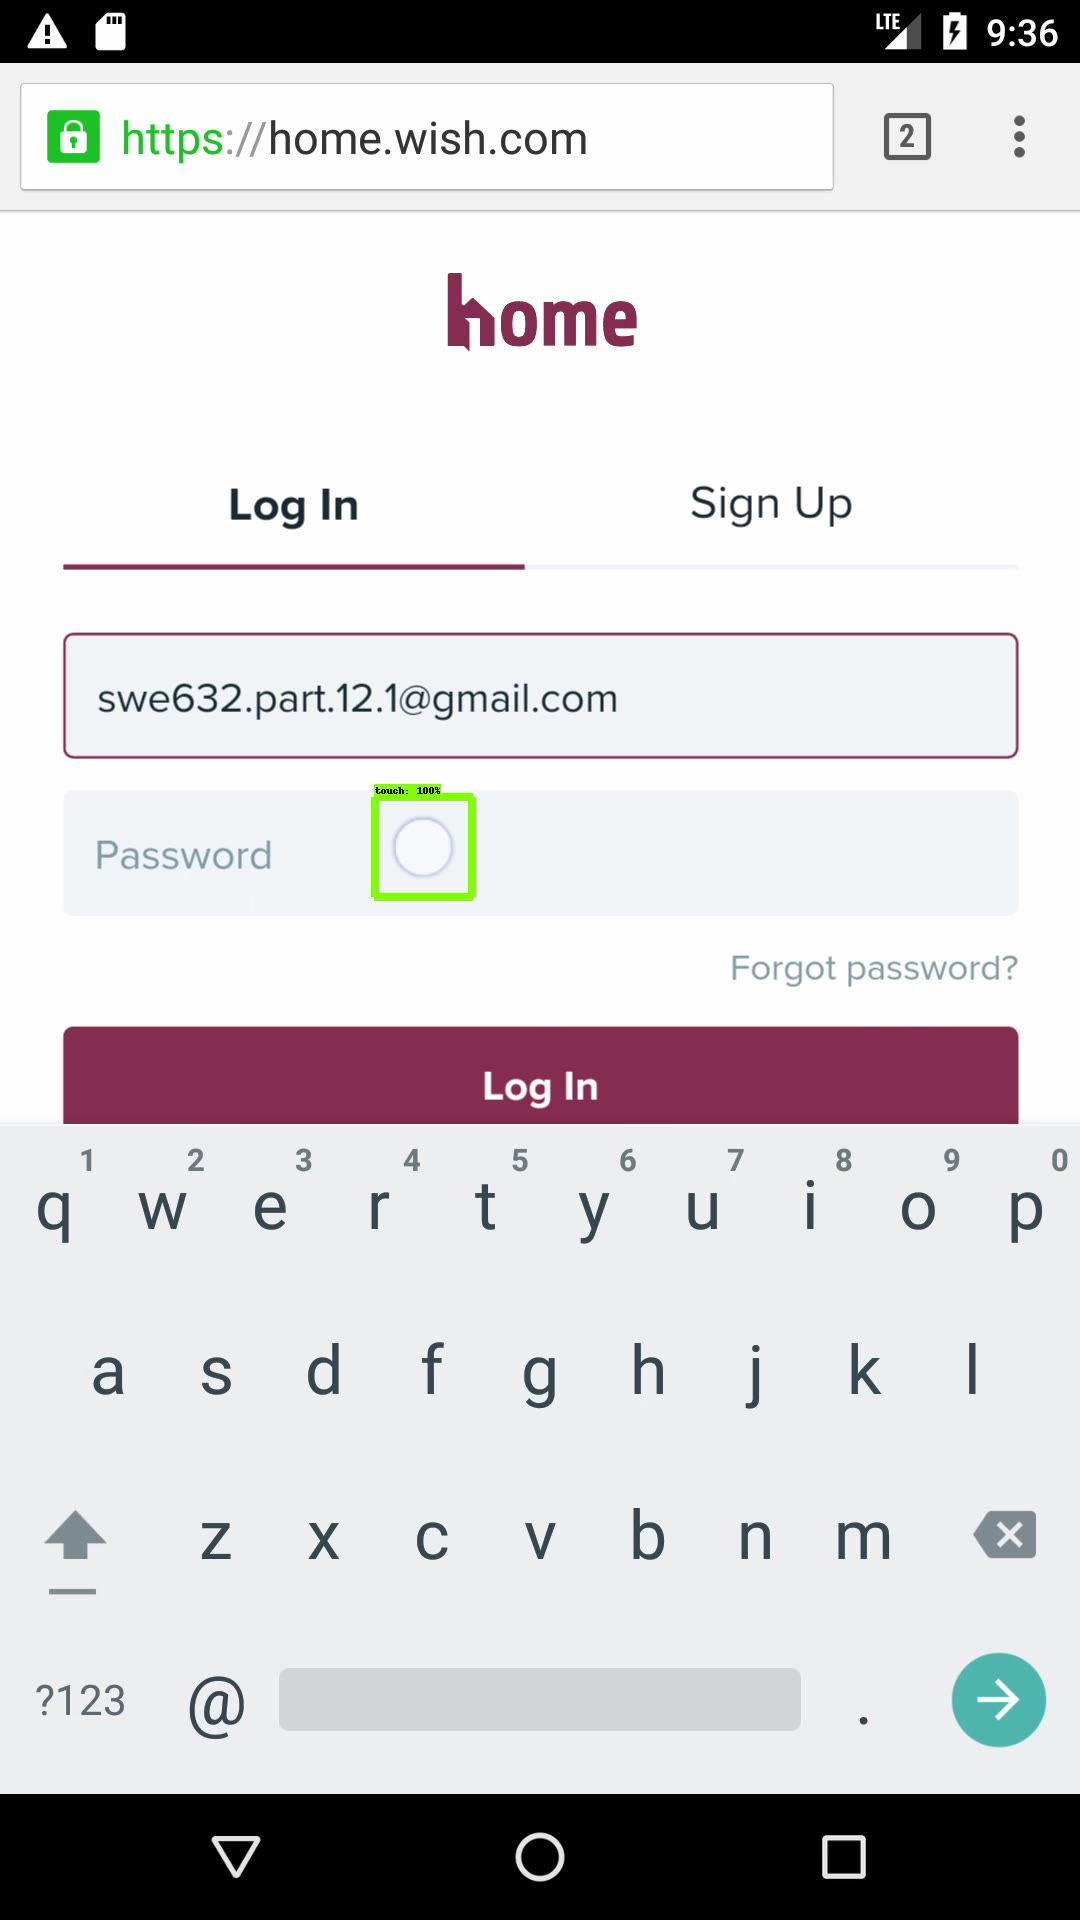 LTE 9:36
https://home.wish.com 2
home
Log In Sign Up
swe632.part.12.1@gmail.com
touch: 100%
Password
Forgot password?
Log In
1 2 3 4 5 6 7 8 9 0
q w e r t y u i o p
a s d f g h j k l
z x c v b n m
?123 @ .